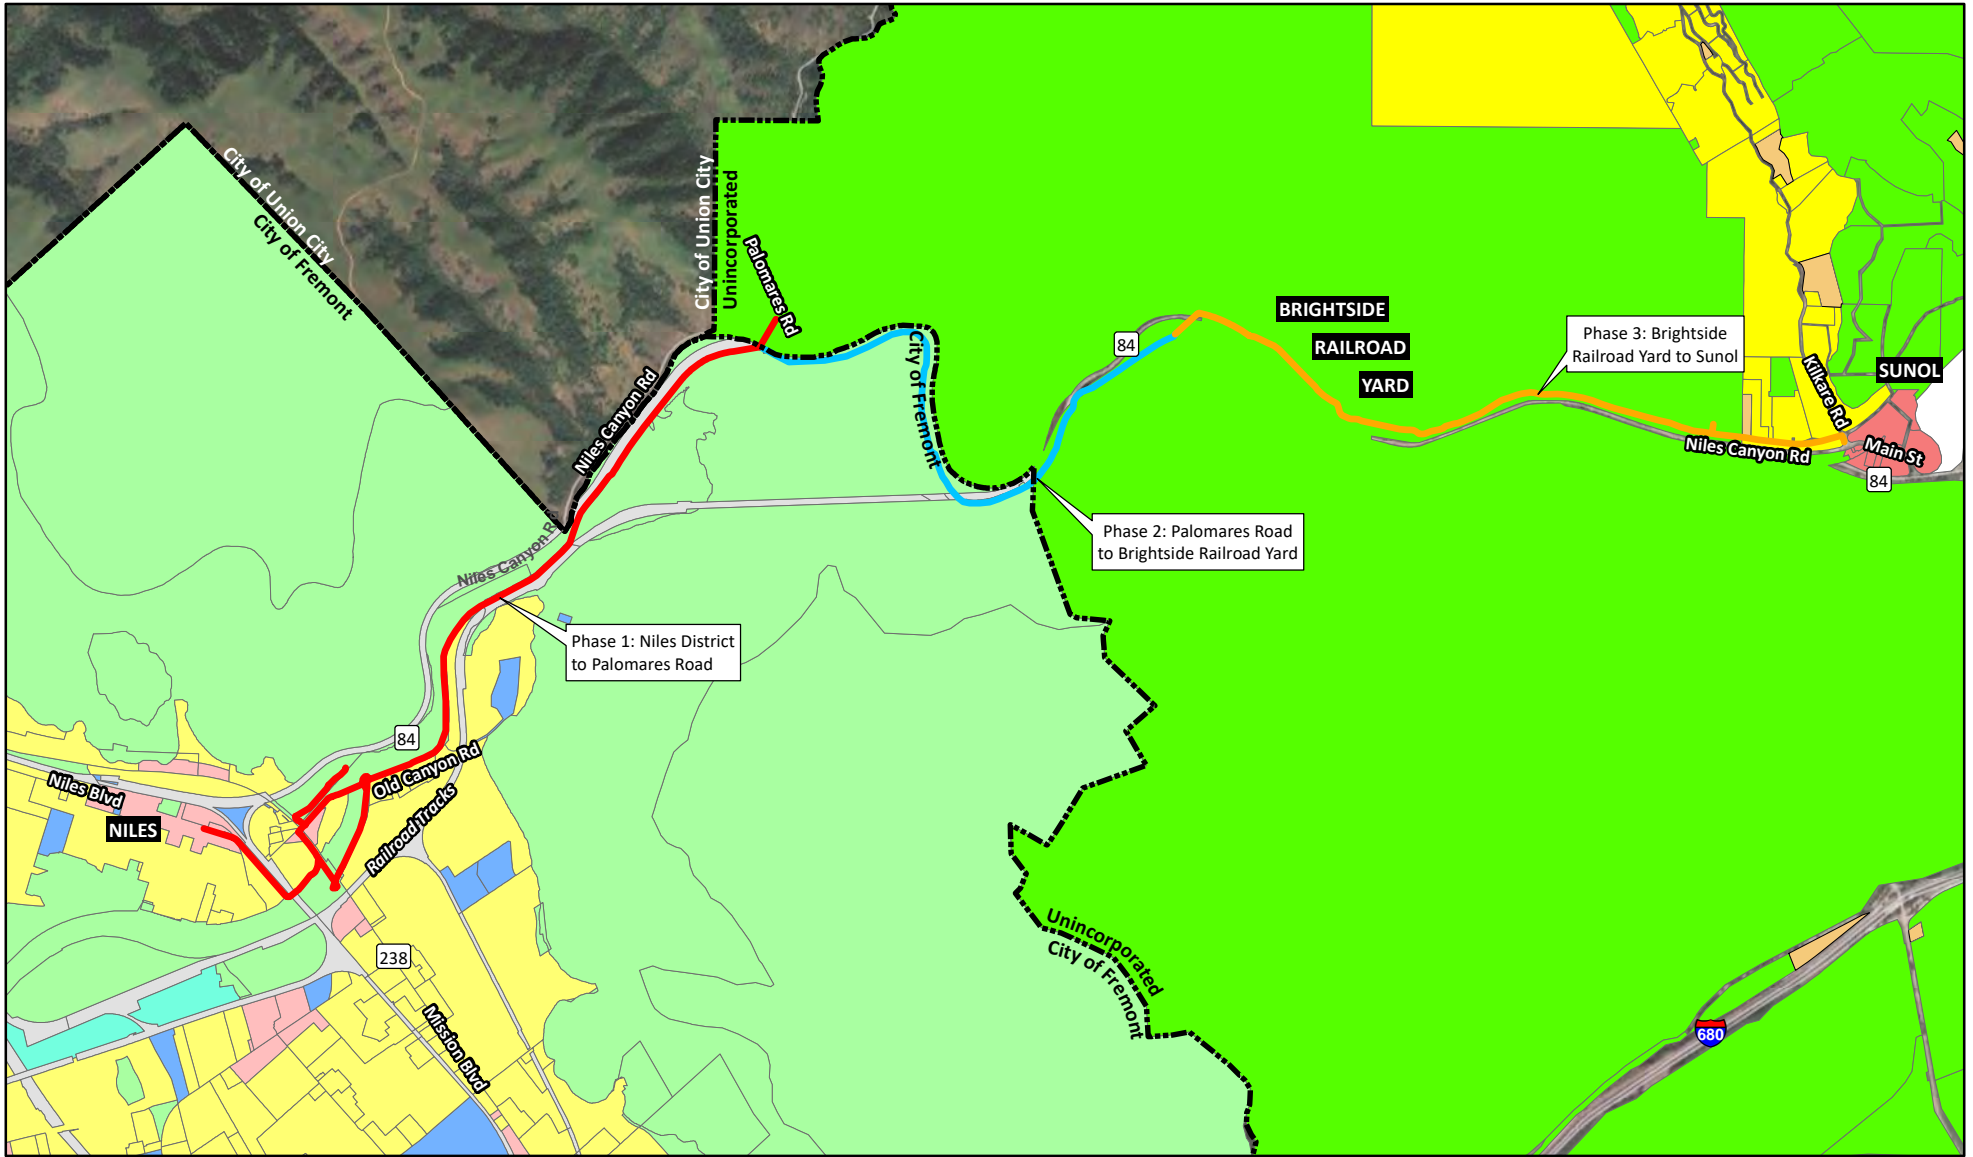 City of Union City
City of Fremont
City of Union City
Unincorporated
Palomares Rd
Niles Canyon Rd
City of Fremont
84
BRIGHTSIDE
RAILROAD
YARD
Phase 3: Brightside
Railroad Yard to Sunol
Kilkare Rd
SUNOL
Main St
Niles Canyon Rd
84
Phase 2: Palomares Road
to Brightside Railroad Yard
Niles Canyon Rd
Phase 1: Niles District
to Palomares Road
84
Old Canyon Rd
Niles Blvd
NILES
Railroad Tracks
238
Mission Blvd
Unincorporated
City of Fremont
680